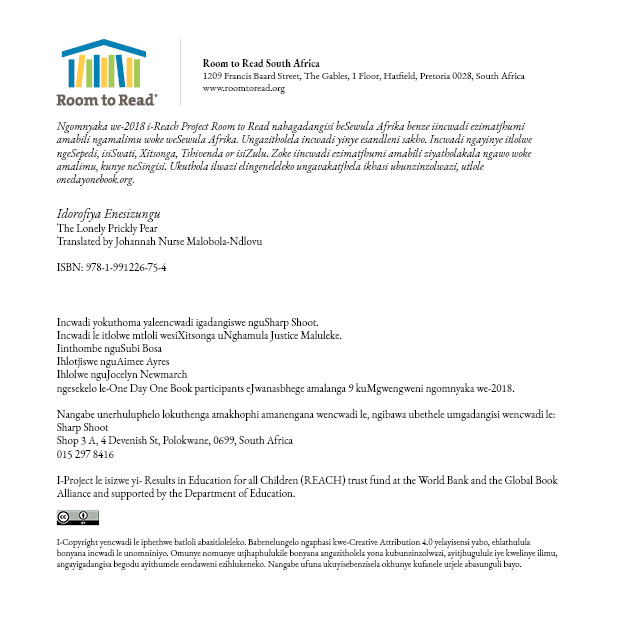 Room to Read®
Room to Read South Africa
1209 Francis Baard Street, The Gables, 1 Floor, Hatfield, Pretoria 0028, South Africa
www.roomtoread.org
Ngomnyaka we-2018 i-Reach Project Room to Read nabagadangisi beSewula Afrika benze iincwadi ezimatjhumi
amabili ngamalimu woke weSewula Afrika. Ungazitholela incwadi yinye esandleni sakho. Incwadi ngayinye itlolwe
ngeSepedi, isiSwati, Xitsonga, Tshivenda or isiZulu. Zoke iincwadi ezimatjhumi amabili ziyatholakala ngawo woke
amalimu, kunye neSingisi. Ukuthola ilwazi elingeneleleko ungavakatjhela ikhasi ubunzinzolwazi, utlole
onedayonebook.org.
Idorofiya Enesizungu
The Lonely Prickly Pear
Translated by Johannah Nurse Malobola-Ndlovu
ISBN: 978-1-991226-75-4
Incwadi yokuthoma yaleencwadi igadangiswe nguSharp Shoot.
Incwadi le itlolwe mtloli wesiXitsonga uNghamula Justice Maluleke.
Iinthombe nguSubi Bosa
Ihlotjiswe nguAimee Ayres
Ihlolwe nguJocelyn Newmarch
ngesekelo le-One Day One Book participants eJwanasbhege amalanga 9 kuMgwengweni ngomnyaka we-2018.
Nangabe unerhuluphelo lokuthenga amakhophi amanengana wencwadi le, ngibawa ubethele umgadangisi wencwadi le:
Sharp Shoot
Shop 3 A, 4 Devenish St, Polokwane, 0699, South Africa
015 297 8416
I-Project le isizwe yi- Results in Education for all Children (REACH) trust fund at the World Bank and the Global Book
Alliance and supported by the Department of Education.
cc BY
I-Copyright yencwadi le iphethwe batloli abazitloleleko. Babenelungelo ngaphasi kwe-Creative Attribution 4.0 yelayisensi yabo, ehlathulula
bonyana incwadi le unomniniyo. Omunye nomunye utjhaphulukile bonyana angazitholela yona kubunzinzolwazi, ayitjhugulule iye kwelinye ilimu,
angayigadangisa begodu ayithumele eendaweni ezihlukeneko. Nangabe ufuna ukuyisebenzisela okhunye kufanele utjele abasunguli bayo.